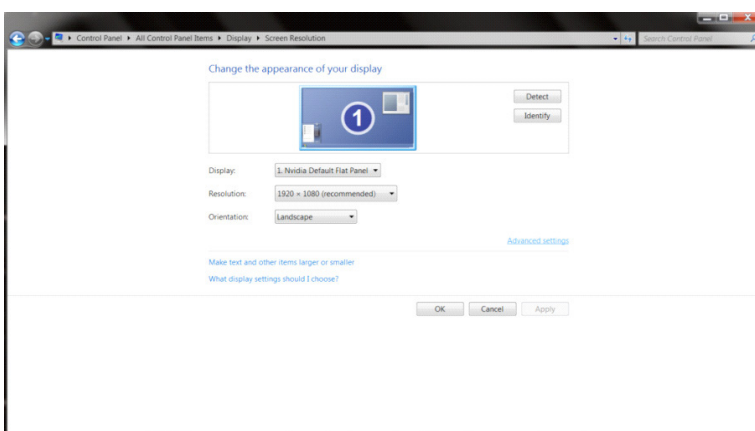 Control Panel ▸ All Control Panel Items ▸ Display ▸ Screen Resolution
Search Control Panel
Change the appearance of your display
1
Detect
Identify
Display:
1. Nvidia Default Flat Panel
Resolution:
1920 × 1080 (recommended)
Orientation:
Landscape
Advanced settings
Make text and other items larger or smaller
What display settings should I choose?
OK
Cancel
Apply